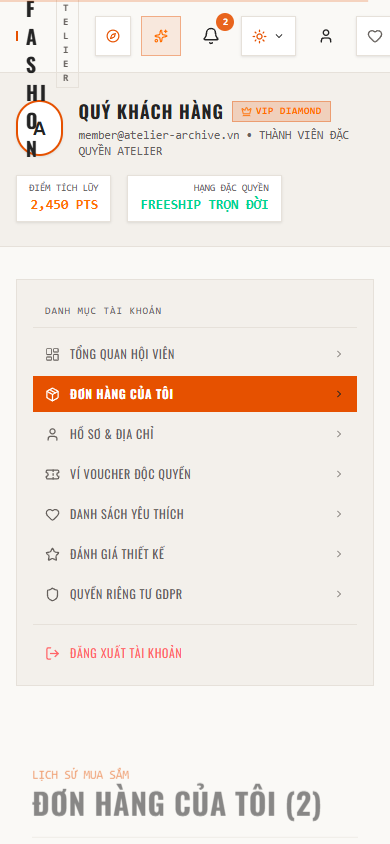 FASHION
TELIER
2
A
QUÝ KHÁCH HÀNG
VIP DIAMOND
member@atelier-archive.vn • THÀNH VIÊN ĐẶC
QUYỀN ATELIER
ĐIỂM TÍCH LŨY
2,450 PTS
HẠNG ĐẶC QUYỀN
FREESHIP TRỌN ĐỜI
DANH MỤC TÀI KHOẢN
TỔNG QUAN HỘI VIÊN
ĐƠN HÀNG CỦA TÔI
HỒ SƠ & ĐỊA CHỈ
VÍ VOUCHER ĐỘC QUYỀN
DANH SÁCH YÊU THÍCH
ĐÁNH GIÁ THIẾT KẾ
QUYỀN RIÊNG TƯ GDPR
ĐĂNG XUẤT TÀI KHOẢN
LỊCH SỬ MUA SẮM
ĐƠN HÀNG CỦA TÔI (2)